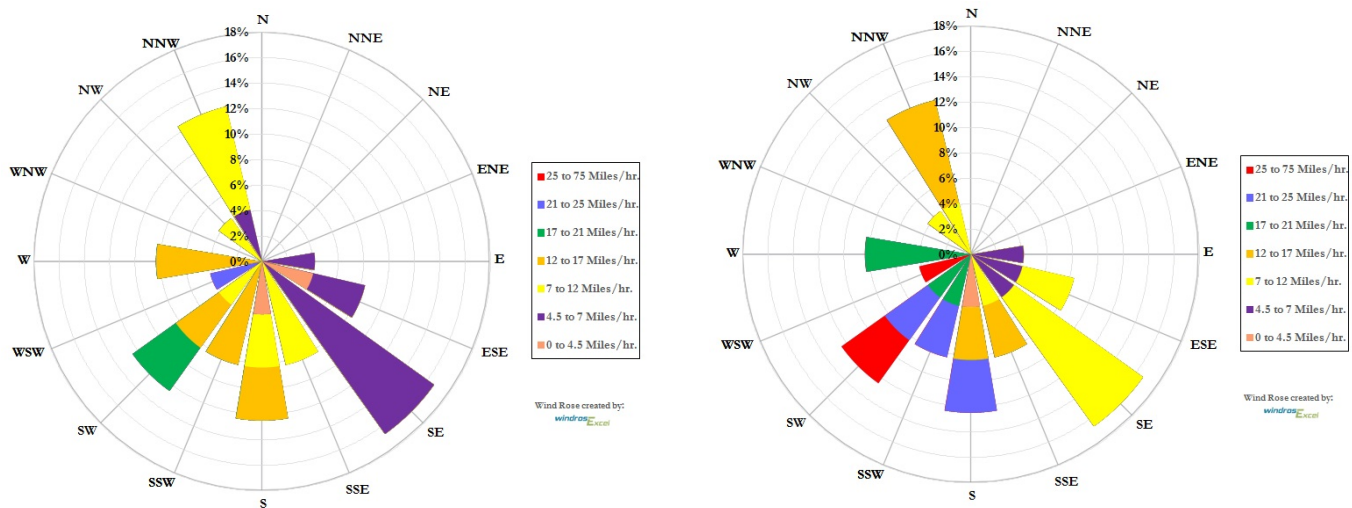 N
NNE
NE
ENE
E
ESE
SE
SSE
S
SSW
SW
WSW
W
WNW
NW
NNW
18%
16%
14%
12%
10%
8%
6%
4%
2%
0%
25 to 75 Miles/hr.
21 to 25 Miles/hr.
17 to 21 Miles/hr.
12 to 17 Miles/hr.
7 to 12 Miles/hr.
4.5 to 7 Miles/hr.
0 to 4.5 Miles/hr.
Wind Rose created by:
windrosExcel
N
NNE
NE
ENE
E
ESE
SE
SSE
S
SSW
SW
WSW
W
WNW
NW
NNW
18%
16%
14%
12%
10%
8%
6%
4%
2%
0%
25 to 75 Miles/hr.
21 to 25 Miles/hr.
17 to 21 Miles/hr.
12 to 17 Miles/hr.
7 to 12 Miles/hr.
4.5 to 7 Miles/hr.
0 to 4.5 Miles/hr.
Wind Rose created by:
windrosExcel